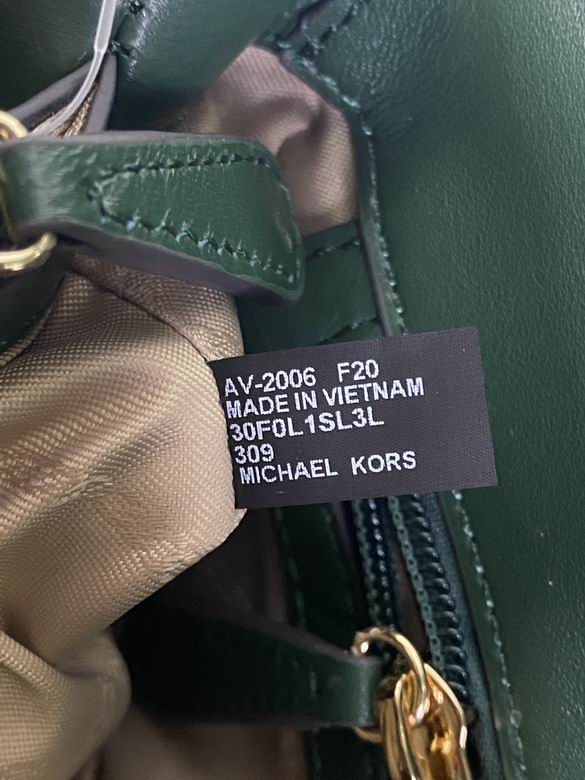 AV-2006 F20
MADE IN VIETNAM
30F0L1SL3L
309
MICHAEL KORS